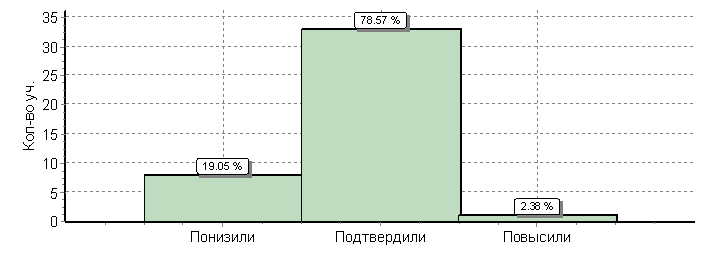 Кол-во уч.
35
30
25
20
15
10
5
0
19.05 %
78.57 %
2.38 %
Понизили
Подтвердили
Повысили